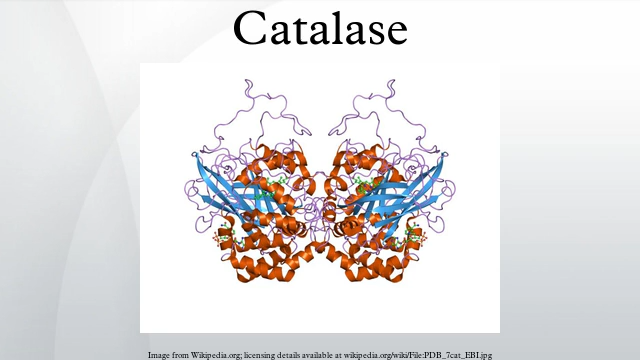 Catalase
Image from Wikipedia.org; licensing details available at wikipedia.org/wiki/File:PDB_7cat_EBI.jpg